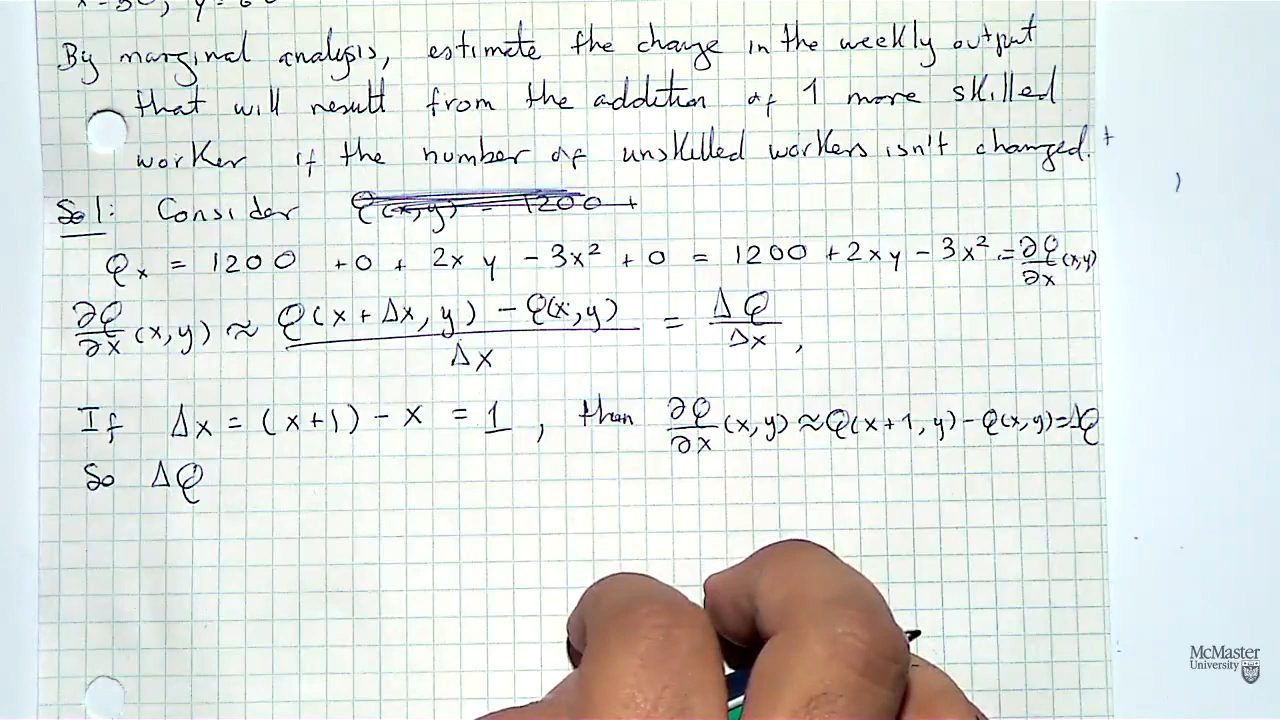 By marginal analysis, estimate the change in the weekly output
that will result from the addition of 1 more skilled
worker if the number of unskilled workers isn't changed.
Sol: Consider Q(x,y) = 1200 +
Qx = 1200 + 0 + 2xy - 3x² + 0 = 1200 + 2xy - 3x² = ∂Q/∂x (x,y)
∂Q/∂x (x,y) ≈ Q(x+Δx, y) - Q(x,y) / Δx = ΔQ/Δx ,
If Δx = (x+1) - x = 1 , then ∂Q/∂x (x,y) ≈ Q(x+1, y) - Q(x,y) = ΔQ
So ΔQ
McMaster
University